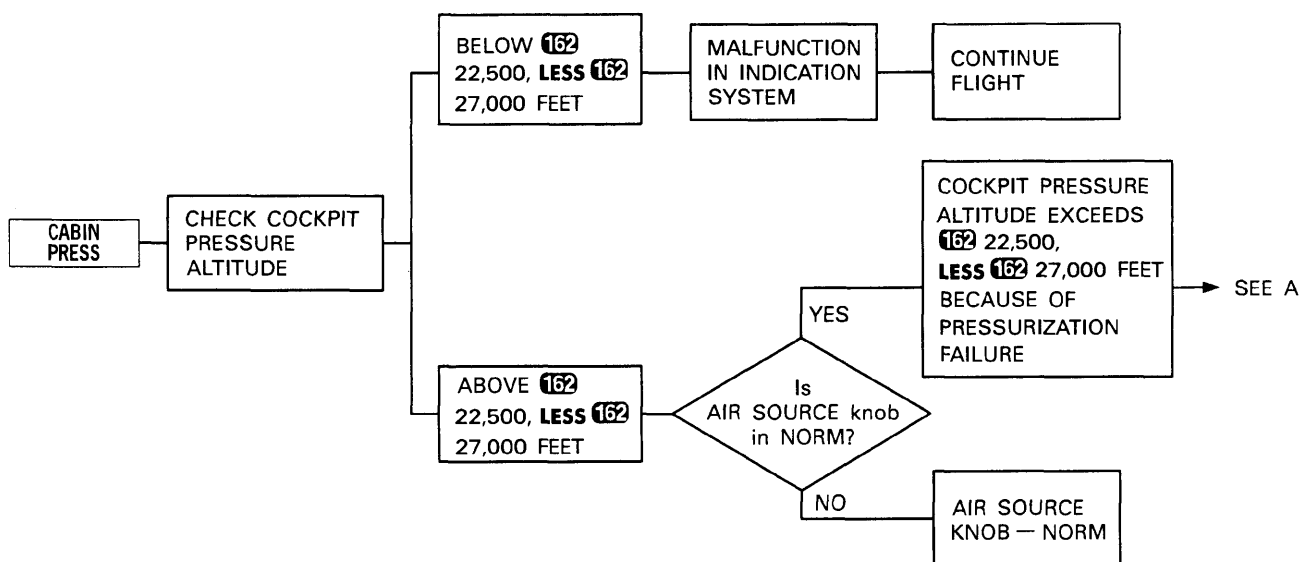 CABIN
PRESS
CHECK COCKPIT
PRESSURE
ALTITUDE
BELOW 162
22,500, LESS 162
27,000 FEET
MALFUNCTION
IN INDICATION
SYSTEM
CONTINUE
FLIGHT
ABOVE 162
22,500, LESS 162
27,000 FEET
Is
AIR SOURCE knob
in NORM?
YES
COCKPIT PRESSURE
ALTITUDE EXCEEDS
162 22,500,
LESS 162 27,000 FEET
BECAUSE OF
PRESSURIZATION
FAILURE
SEE A
NO
AIR SOURCE
KNOB — NORM